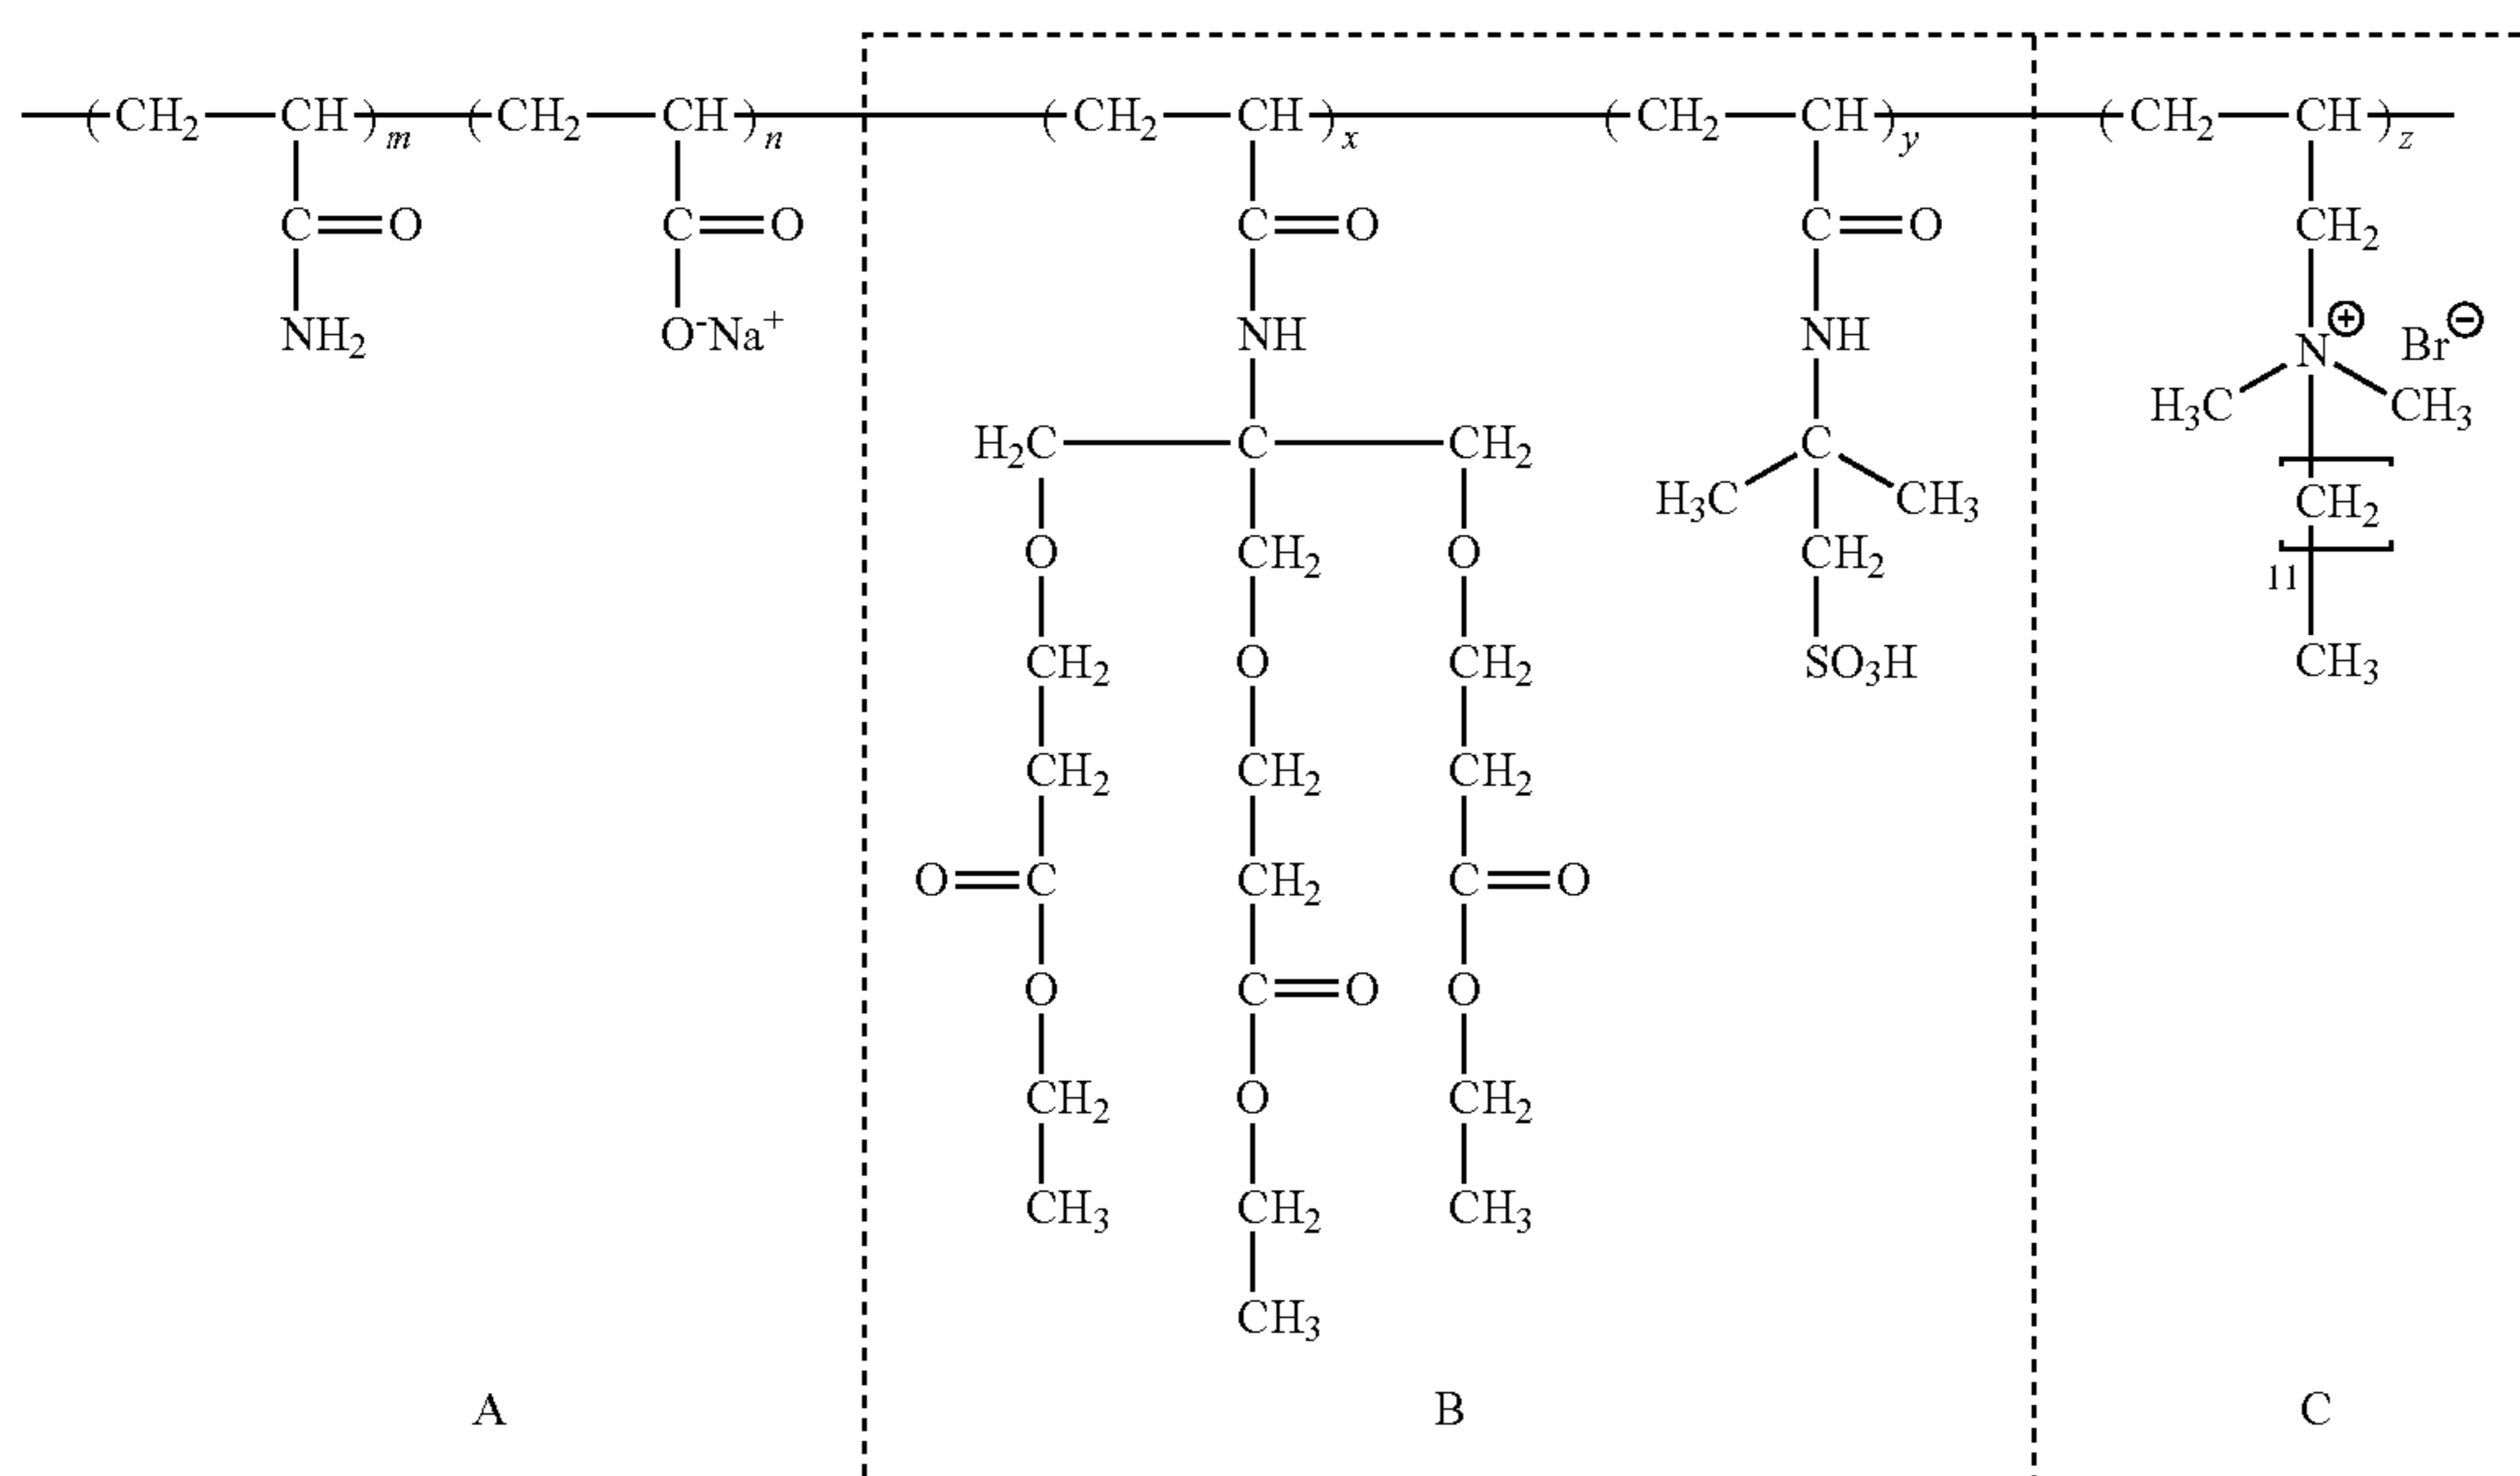 —(CH₂—CH)ₘ—(CH₂—CH)ₙ—(CH₂—CH)ₓ—(CH₂—CH)ᵧ—(CH₂—CH)z—
C=O C=O C=O C=O CH₂
NH₂ O⁻Na⁺ NH NH N⊕ Br⊖
H₃C CH₃
H₂C—C—CH₂ C
H₃C CH₃ CH₂
O CH₂ O CH₂
11
CH₂ O CH₂ SO₃H CH₃
CH₂ CH₂ CH₂
O=C CH₂ C=O
O C=O O
CH₂ O CH₂
CH₃ CH₂ CH₃
CH₃
A B C